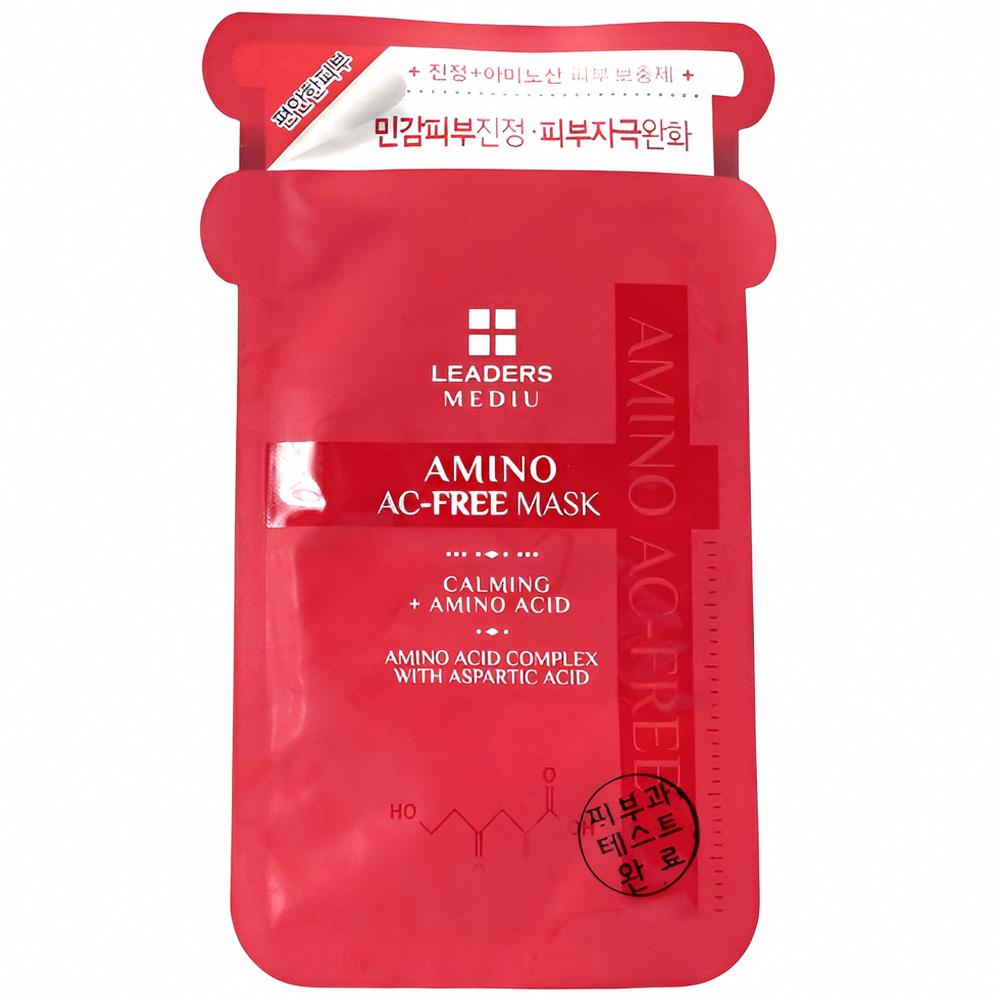 편안한피부
+ 진정+아미노산 피부 보충제 +
민감피부진정·피부자극완화
LEADERS
MEDIU
AMINO
AC-FREE MASK
CALMING
+ AMINO ACID
AMINO ACID COMPLEX
WITH ASPARTIC ACID
AMINO AC-FREE
HO
O
피부과
테스트
완료